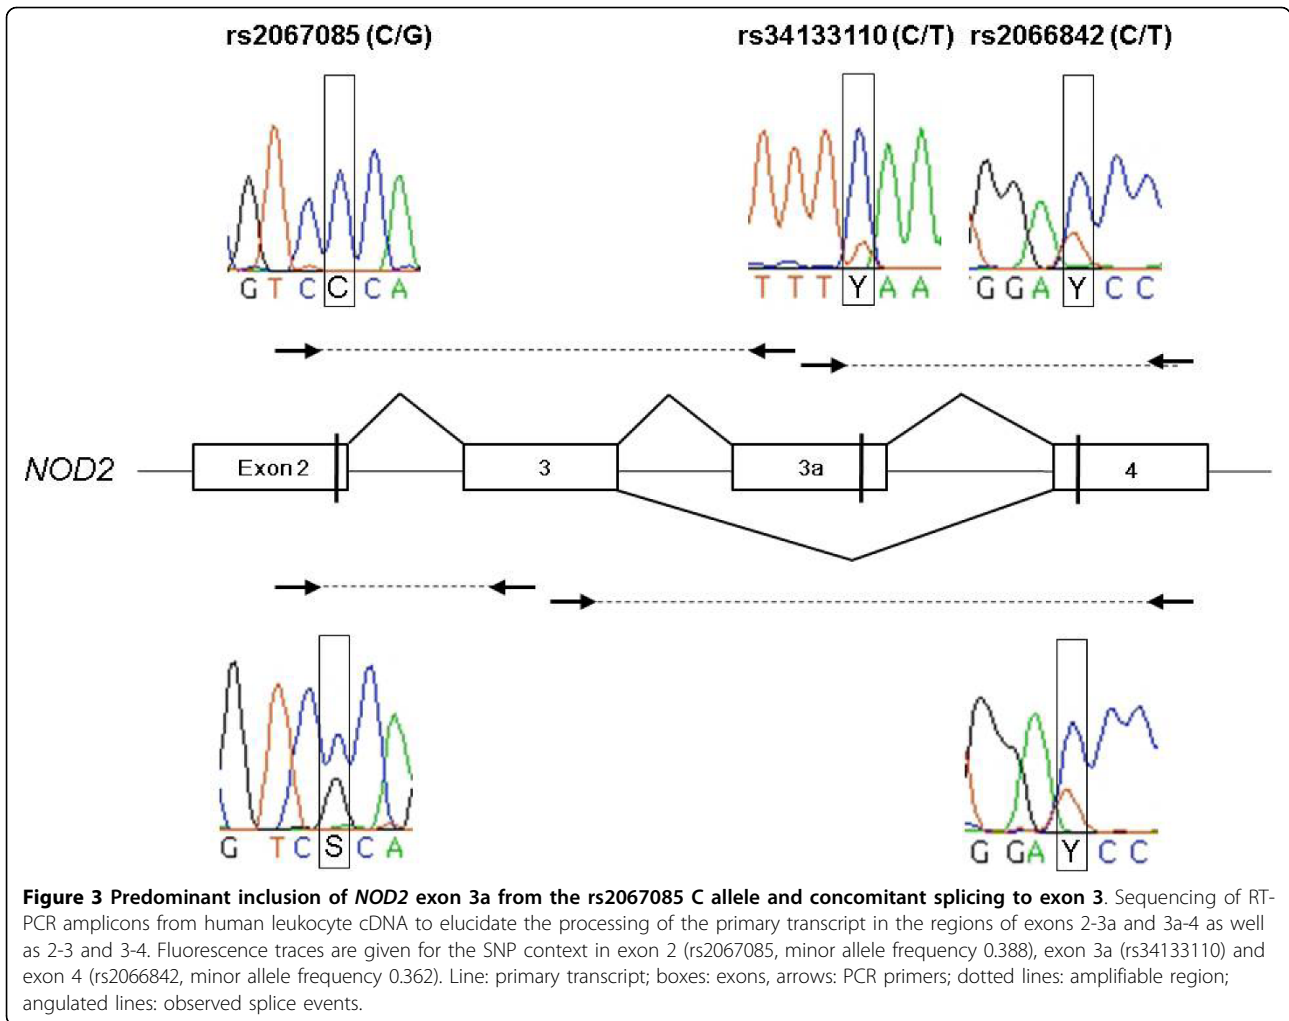 rs2067085 (C/G) rs34133110 (C/T) rs2066842 (C/T)
G T C C C A T T T Y A A G G A Y C C
NOD2 Exon 2 3 3a 4
G T C S C A G G A Y C C
Figure 3 Predominant inclusion of NOD2 exon 3a from the rs2067085 C allele and concomitant splicing to exon 3. Sequencing of RT-
PCR amplicons from human leukocyte cDNA to elucidate the processing of the primary transcript in the regions of exons 2-3a and 3a-4 as well
as 2-3 and 3-4. Fluorescence traces are given for the SNP context in exon 2 (rs2067085, minor allele frequency 0.388), exon 3a (rs34133110) and
exon 4 (rs2066842, minor allele frequency 0.362). Line: primary transcript; boxes: exons, arrows: PCR primers; dotted lines: amplifiable region;
angulated lines: observed splice events.